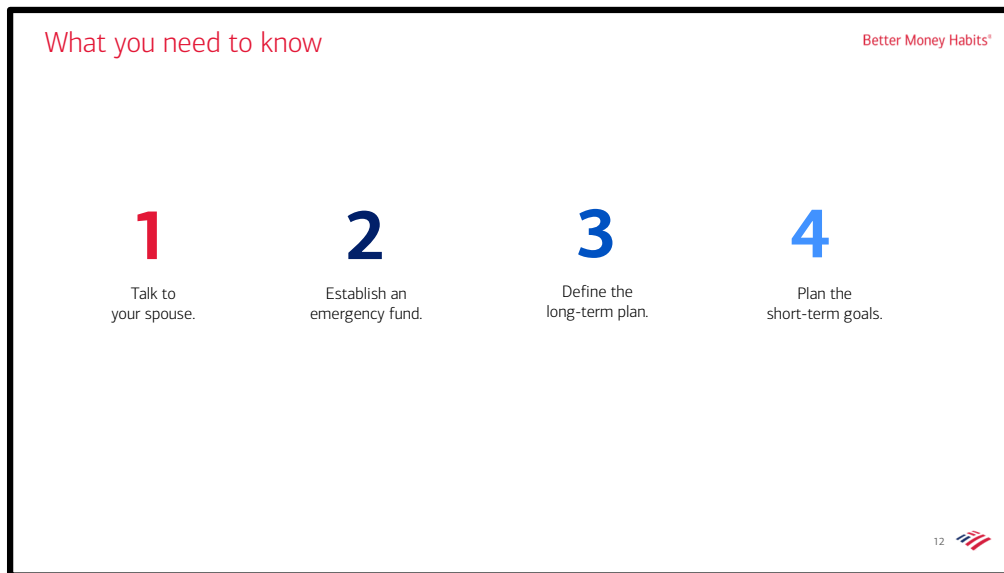 What you need to know
Better Money Habits®
1
Talk to
your spouse.
2
Establish an
emergency fund.
3
Define the
long-term plan.
4
Plan the
short-term goals.
12